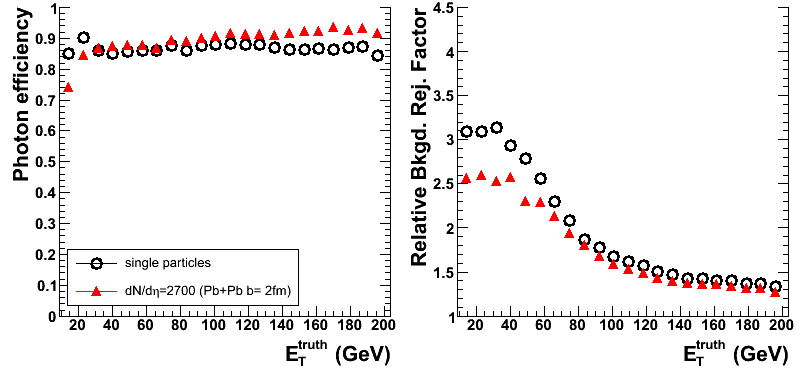 Photon efficiency
1
0.9
0.8
0.7
0.6
0.5
0.4
0.3
0.2
0.1
0
single particles
dN/dη=2700 (Pb+Pb b= 2fm)
20 40 60 80 100 120 140 160 180 200
E_T^truth (GeV)
Relative Bkgd. Rej. Factor
4.5
4
3.5
3
2.5
2
1.5
1
20 40 60 80 100 120 140 160 180 200
E_T^truth (GeV)